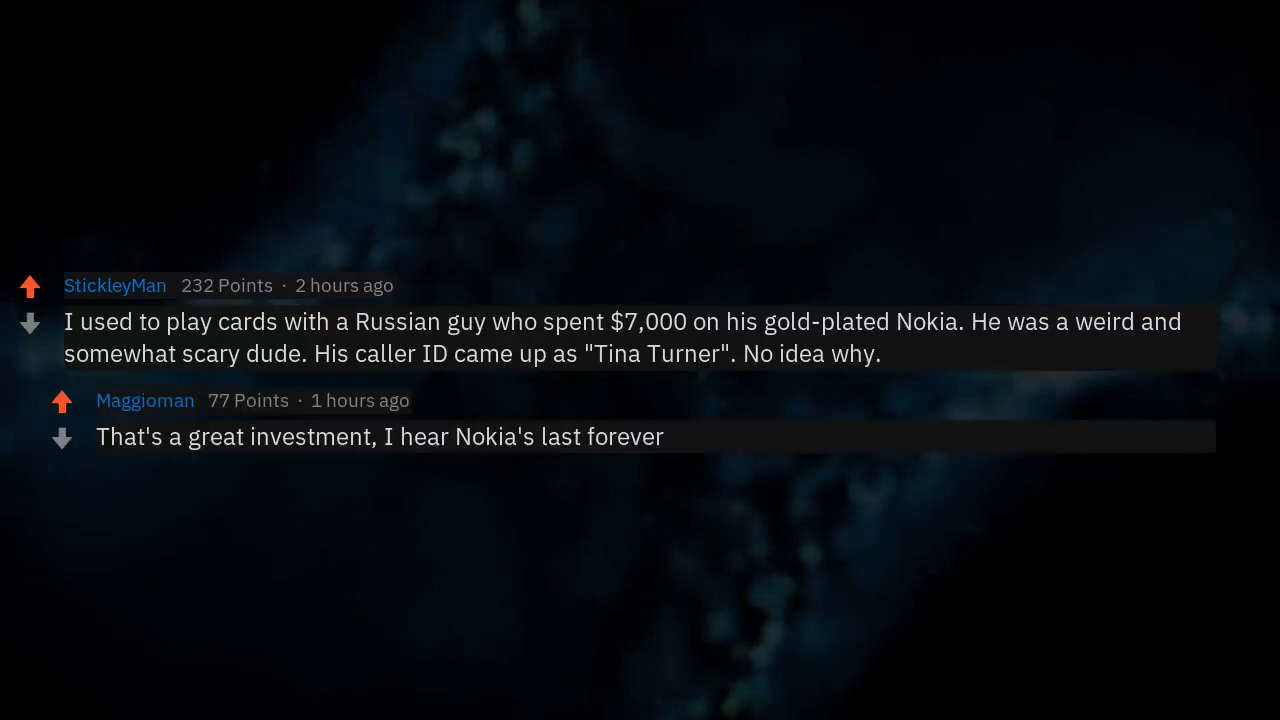 StickleyMan 232 Points · 2 hours ago
I used to play cards with a Russian guy who spent $7,000 on his gold-plated Nokia. He was a weird and
somewhat scary dude. His caller ID came up as "Tina Turner". No idea why.
Maggioman 77 Points · 1 hours ago
That's a great investment, I hear Nokia's last forever